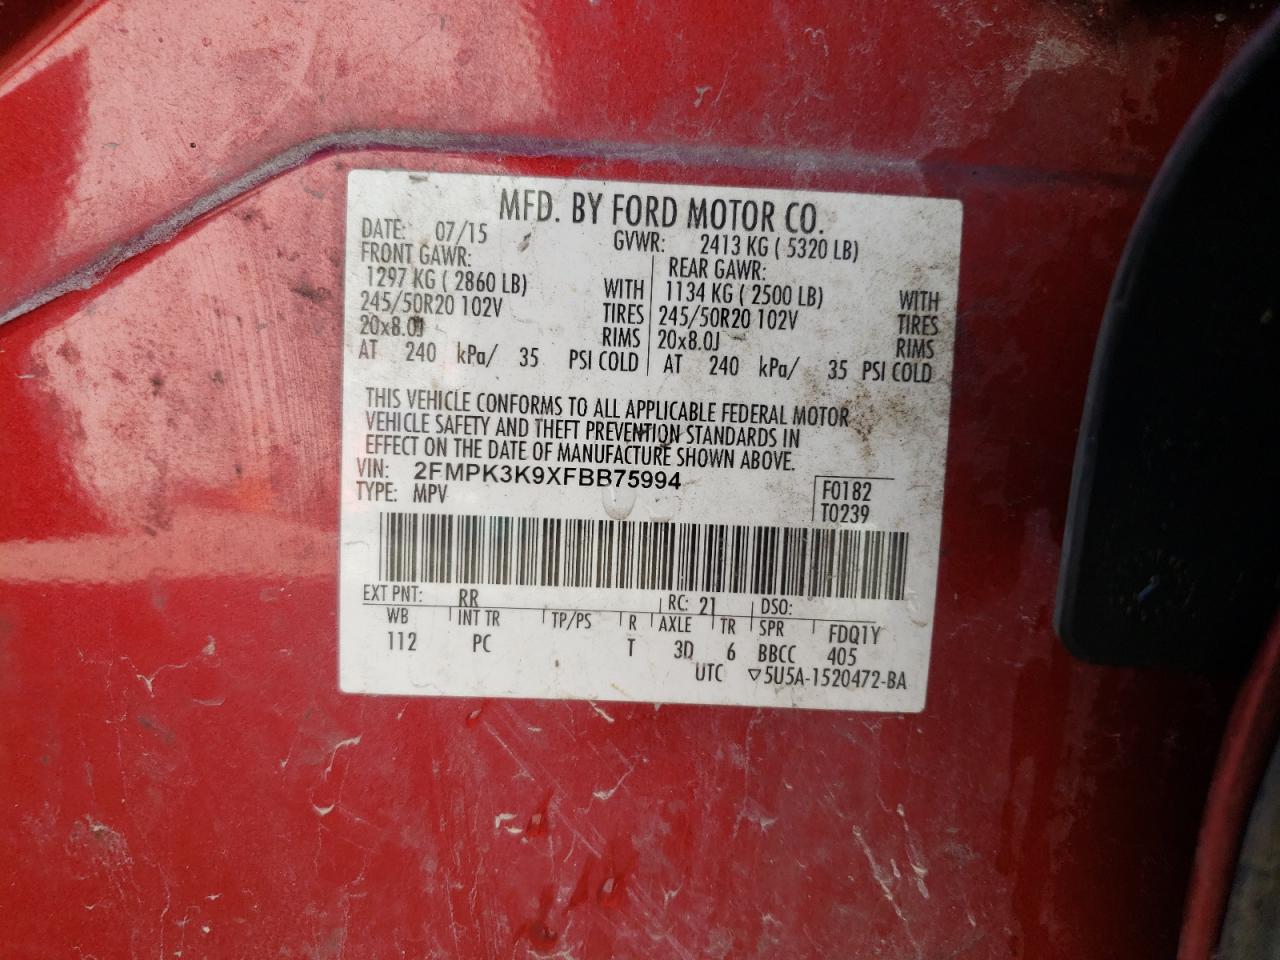 MFD. BY FORD MOTOR CO.
DATE: 07/15 GVWR: 2413 KG ( 5320 LB)
FRONT GAWR: REAR GAWR:
1297 KG ( 2860 LB) WITH 1134 KG ( 2500 LB) WITH
245/50R20 102V TIRES 245/50R20 102V TIRES
20x8.0J RIMS 20x8.0J RIMS
AT 240 kPa/ 35 PSI COLD AT 240 kPa/ 35 PSI COLD
THIS VEHICLE CONFORMS TO ALL APPLICABLE FEDERAL MOTOR
VEHICLE SAFETY AND THEFT PREVENTION STANDARDS IN
EFFECT ON THE DATE OF MANUFACTURE SHOWN ABOVE.
VIN: 2FMPK3K9XFBB75994
TYPE: MPV
F0182
T0239
EXT PNT: RR RC: 21 DSO:
WB INT TR TP/PS R AXLE TR SPR FDQ1Y
112 PC T 3D 6 BBCC 405
UTC ▽5U5A-1520472-BA